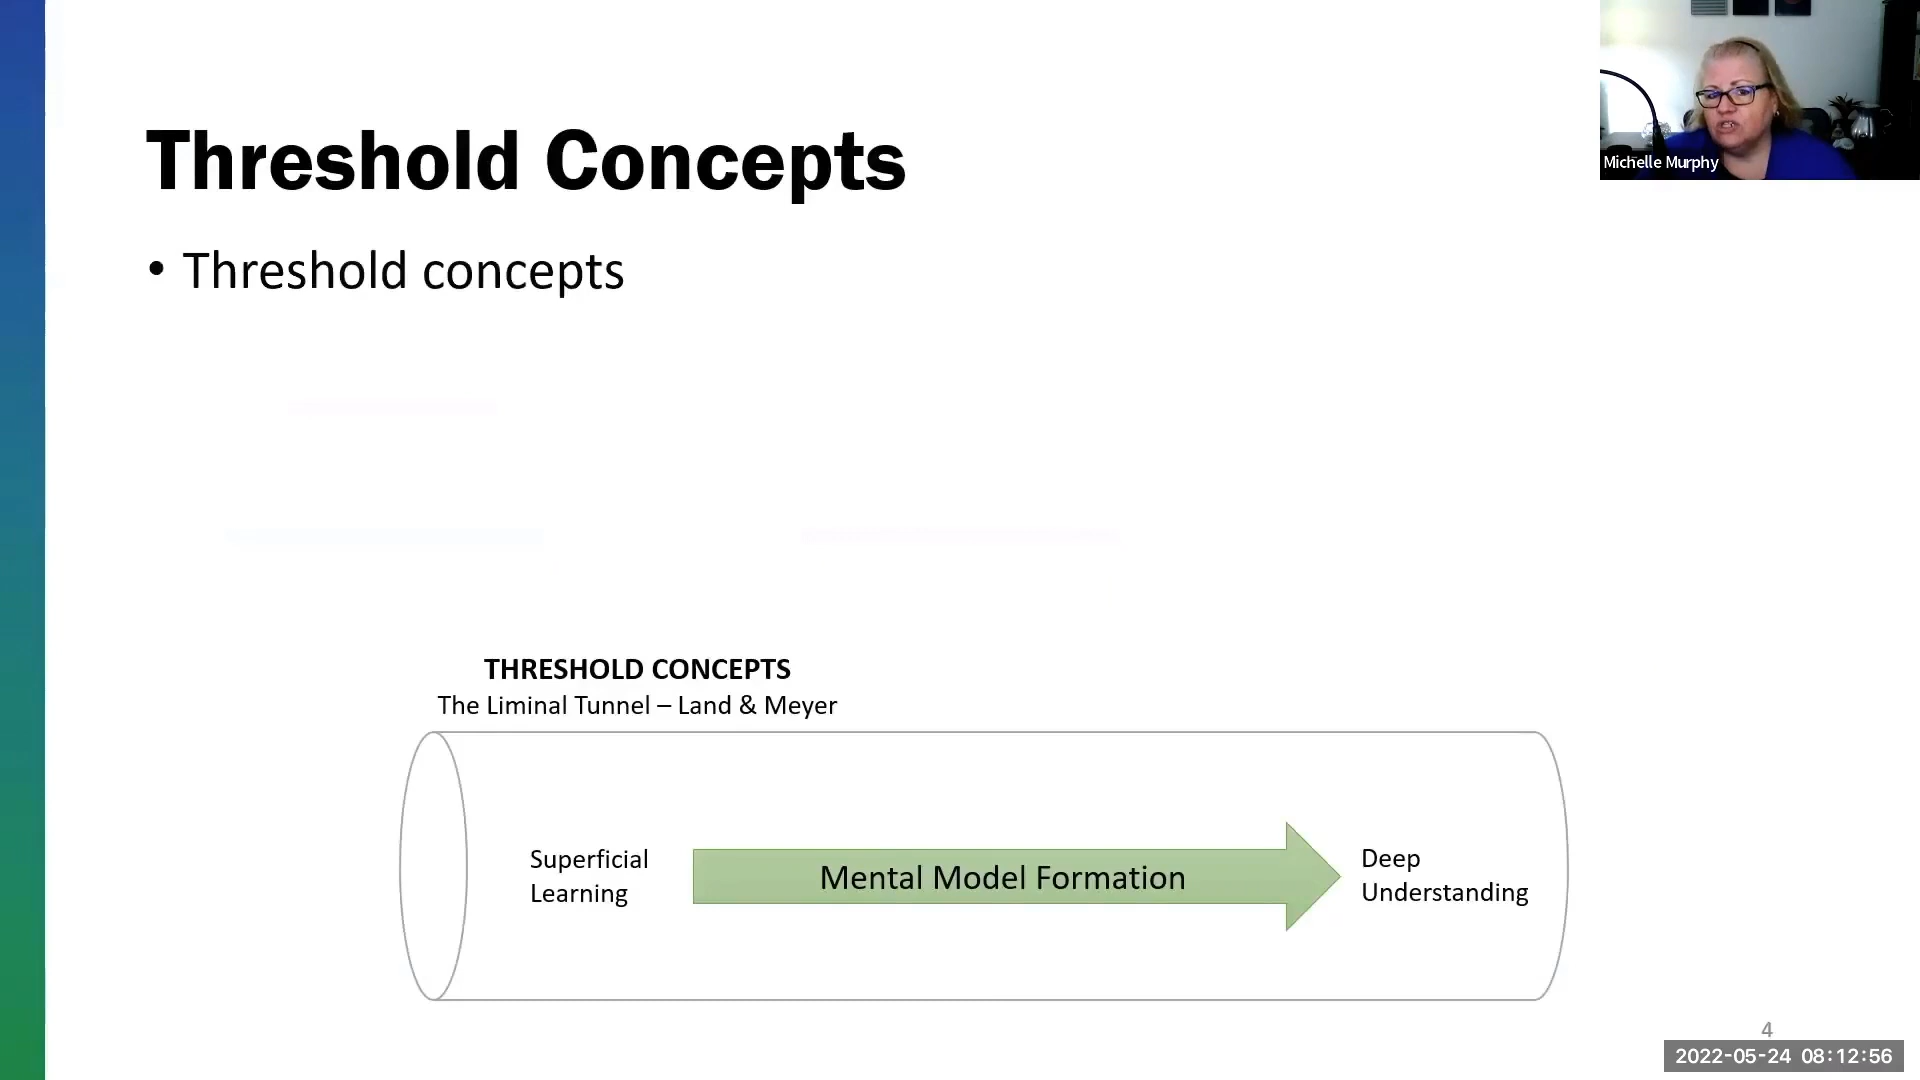 Threshold Concepts
Michelle Murphy
• Threshold concepts
THRESHOLD CONCEPTS
The Liminal Tunnel – Land & Meyer
Superficial
Learning
Mental Model Formation
Deep
Understanding
4
2022-05-24 08:12:56